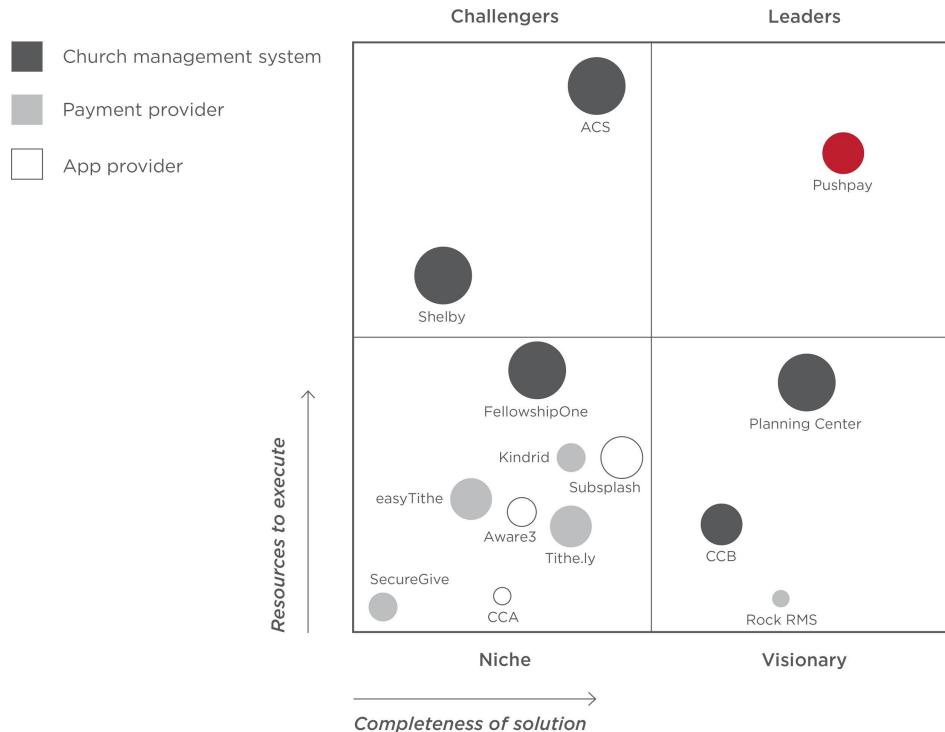 Challengers
Leaders
Church management system
Payment provider
App provider
ACS
Pushpay
Shelby
FellowshipOne
Planning Center
Kindrid
Subsplash
easyTithe
Aware3
Tithe.ly
CCB
SecureGive
CCA
Rock RMS
Resources to execute
Niche
Visionary
Completeness of solution